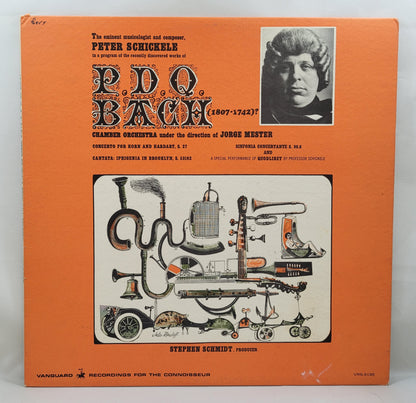 The eminent musicologist and composer,
PETER SCHICKELE
in a program of the recently discovered works of
P.D.Q.
BACH (1807-1742)?
CHAMBER ORCHESTRA under the direction of JORGE MESTER
CONCERTO FOR HORN AND HARDART, S. 27
CANTATA: IPHIGENIA IN BROOKLYN, S. 53162
SINFONIA CONCERTANTE S. 98.6
AND
A SPECIAL PERFORMANCE OF QUODLIBET BY PROFESSOR SCHICKELE
STEPHEN SCHMIDT, PRODUCER
VANGUARD RECORDINGS FOR THE CONNOISSEUR